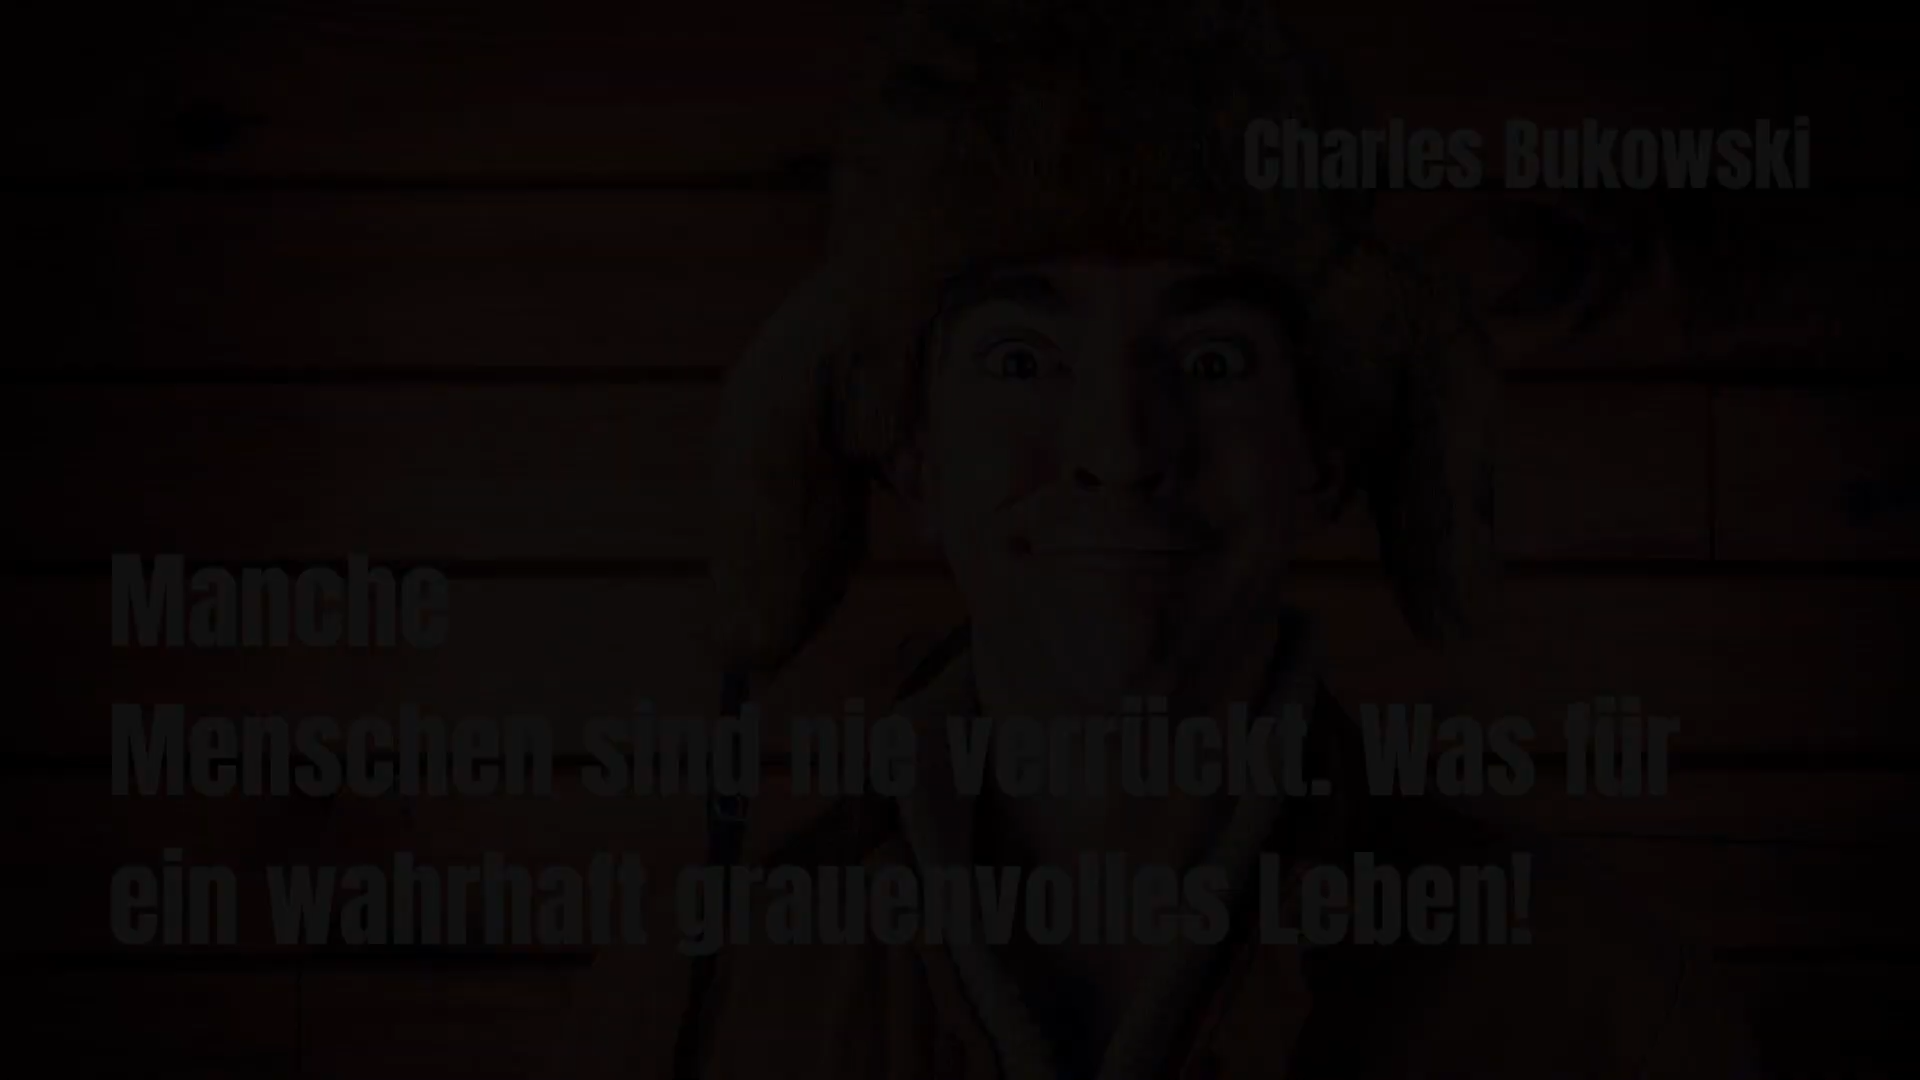 Charles Bukowski
Manche
Menschen sind nie verrückt. Was für
ein wahrhaft grauenvolles Leben!